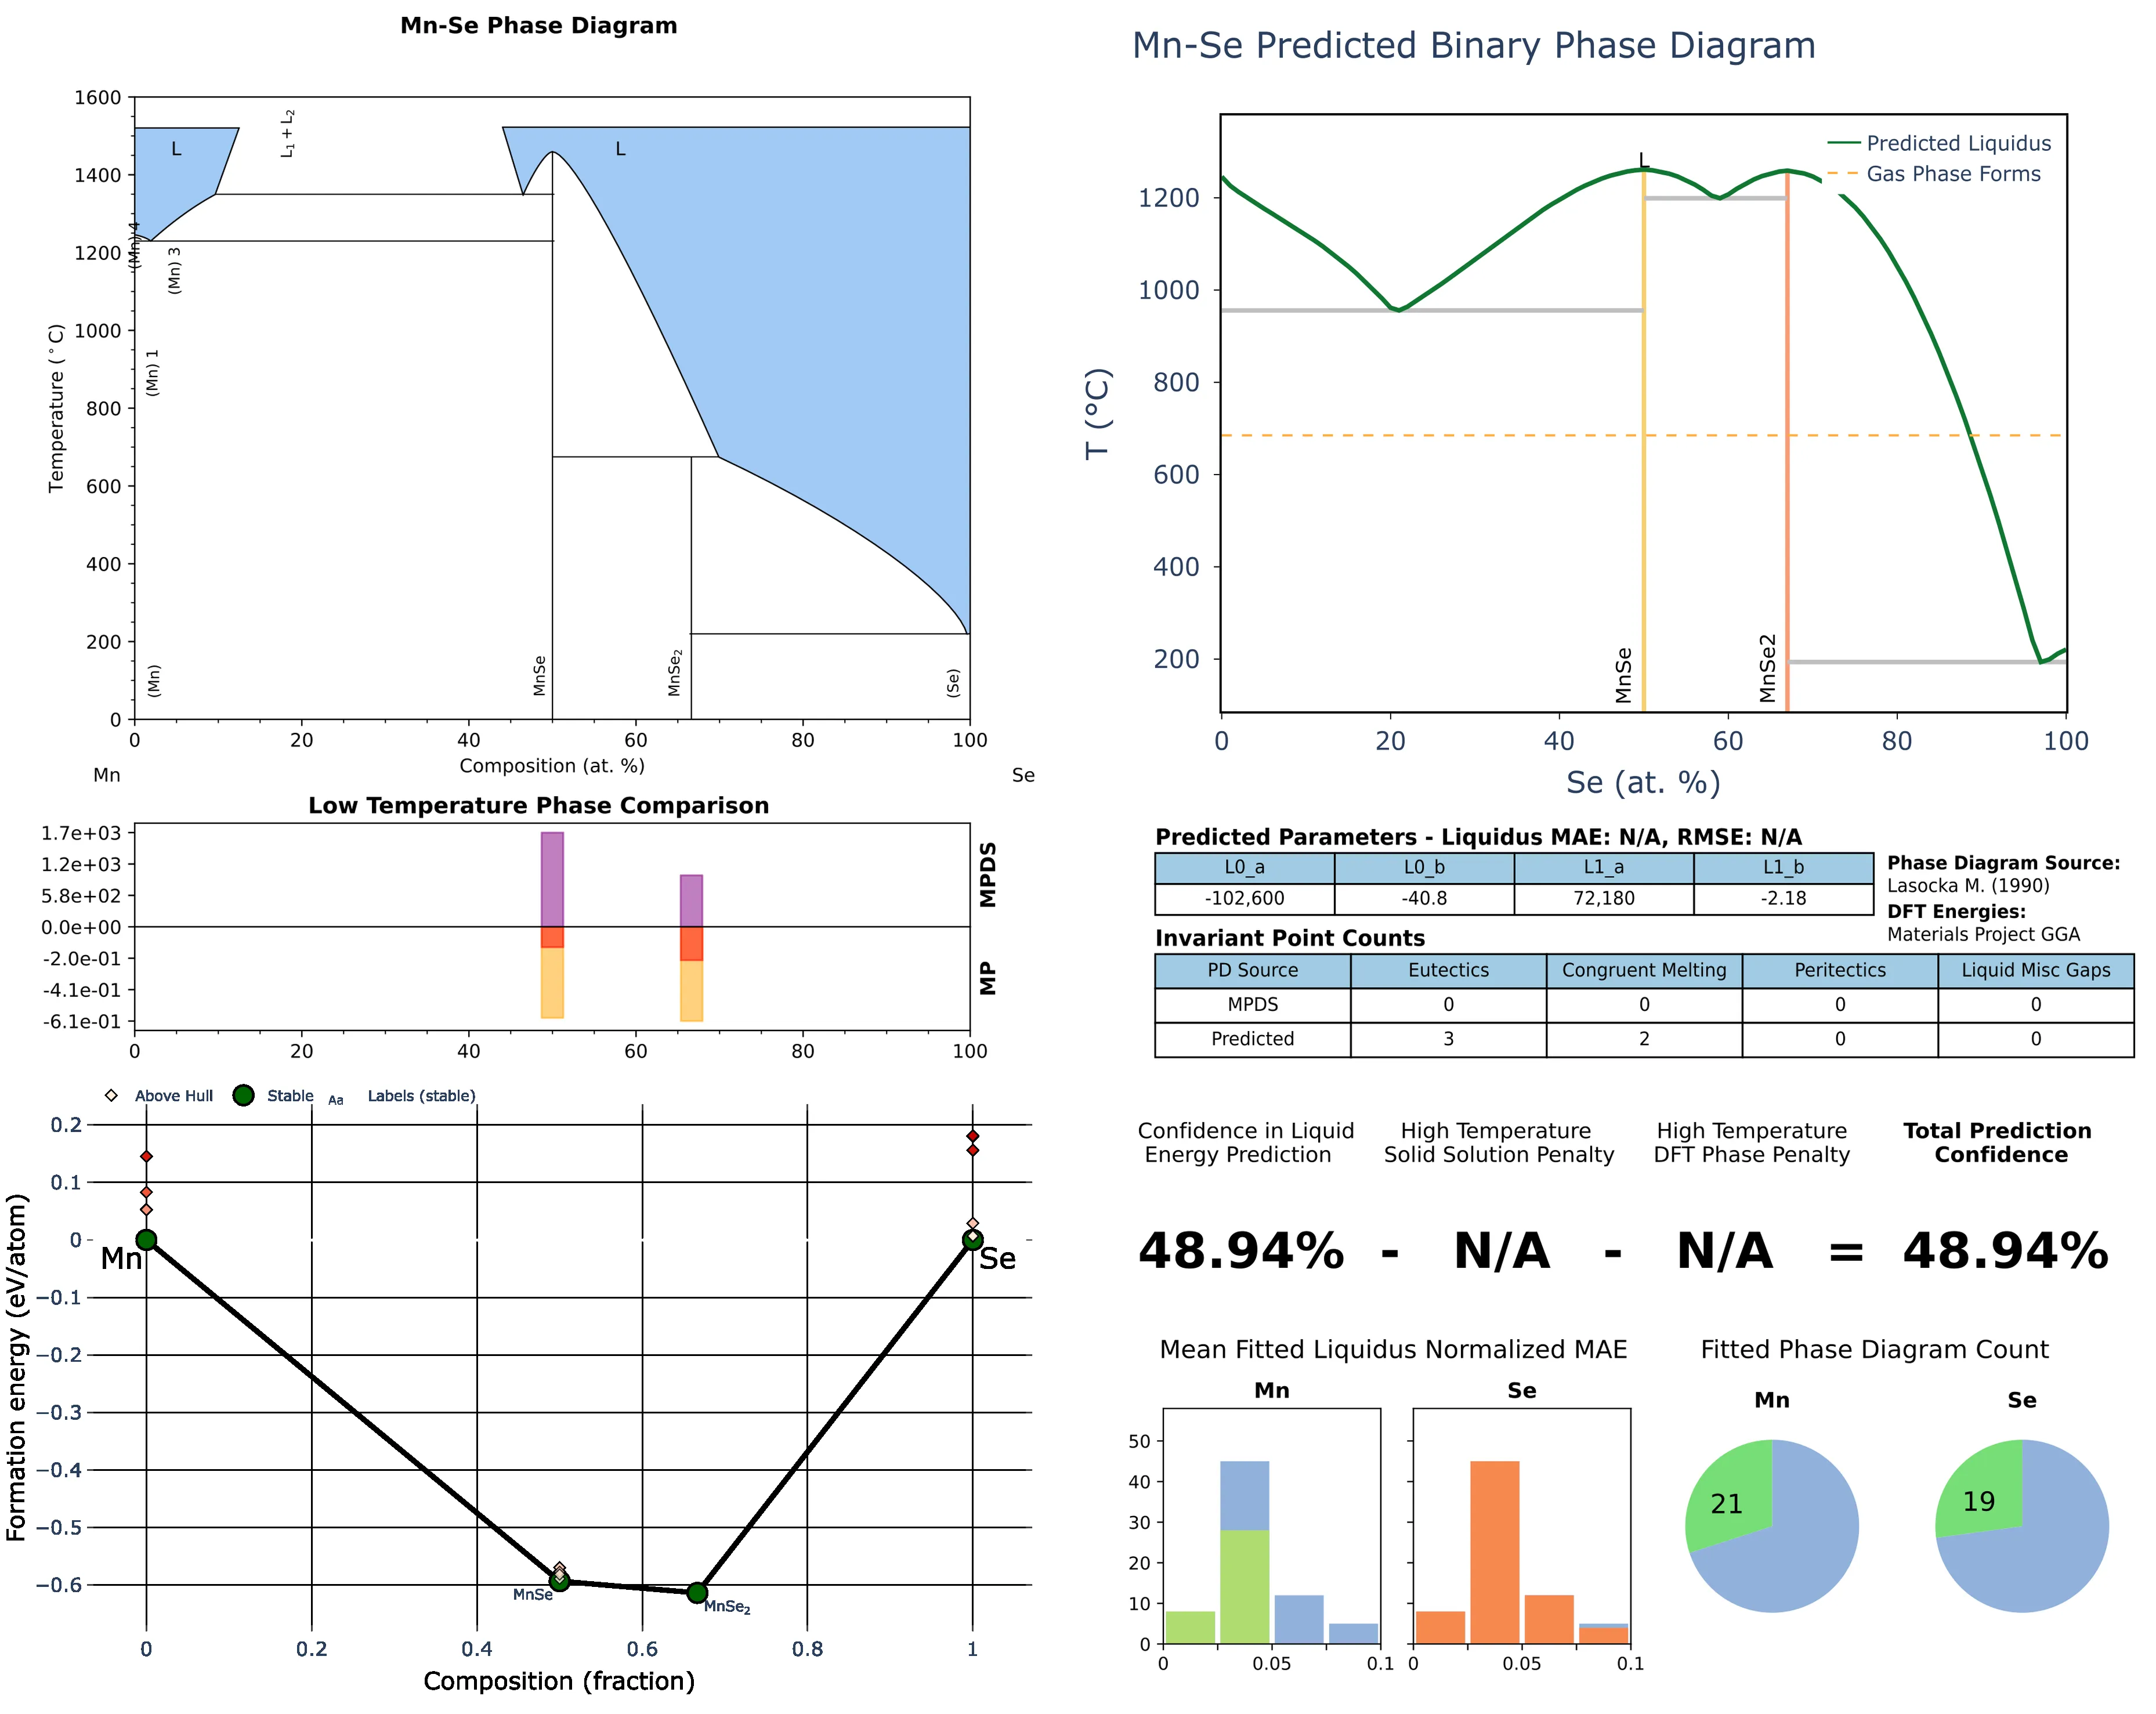 Mn-Se Phase Diagram
1600
1400
1200
1000
800
600
400
200
0
Temperature (°C)
L
L1 + L2
L
(Mn) 4
(Mn) 3
(Mn) 1
(Mn)
MnSe
MnSe2
(Se)
0 20 40 60 80 100
Mn Composition (at. %) Se
Low Temperature Phase Comparison
1.7e+03
1.2e+03
5.8e+02
0.0e+00
-2.0e-01
-4.1e-01
-6.1e-01
MPDS
MP
0 20 40 60 80 100
Above Hull Stable Aa Labels (stable)
0.2
0.1
0
−0.1
−0.2
−0.3
−0.4
−0.5
−0.6
Formation energy (eV/atom)
Mn
Se
MnSe
MnSe2
0 0.2 0.4 0.6 0.8 1
Composition (fraction)
Mn-Se Predicted Binary Phase Diagram
Predicted Liquidus
Gas Phase Forms
L
1200
1000
800
600
400
200
T (°C)
MnSe
MnSe2
0 20 40 60 80 100
Se (at. %)
Predicted Parameters - Liquidus MAE: N/A, RMSE: N/A
L0_a L0_b L1_a L1_b
-102,600 -40.8 72,180 -2.18
Phase Diagram Source:
Lasocka M. (1990)
DFT Energies:
Materials Project GGA
Invariant Point Counts
PD Source Eutectics Congruent Melting Peritectics Liquid Misc Gaps
MPDS 0 0 0 0
Predicted 3 2 0 0
Confidence in Liquid Energy Prediction
High Temperature Solid Solution Penalty
High Temperature DFT Phase Penalty
Total Prediction Confidence
48.94% - N/A - N/A = 48.94%
Mean Fitted Liquidus Normalized MAE
Mn Se
50
40
30
20
10
0
0 0.05 0.1 0 0.05 0.1
Fitted Phase Diagram Count
Mn Se
21 19